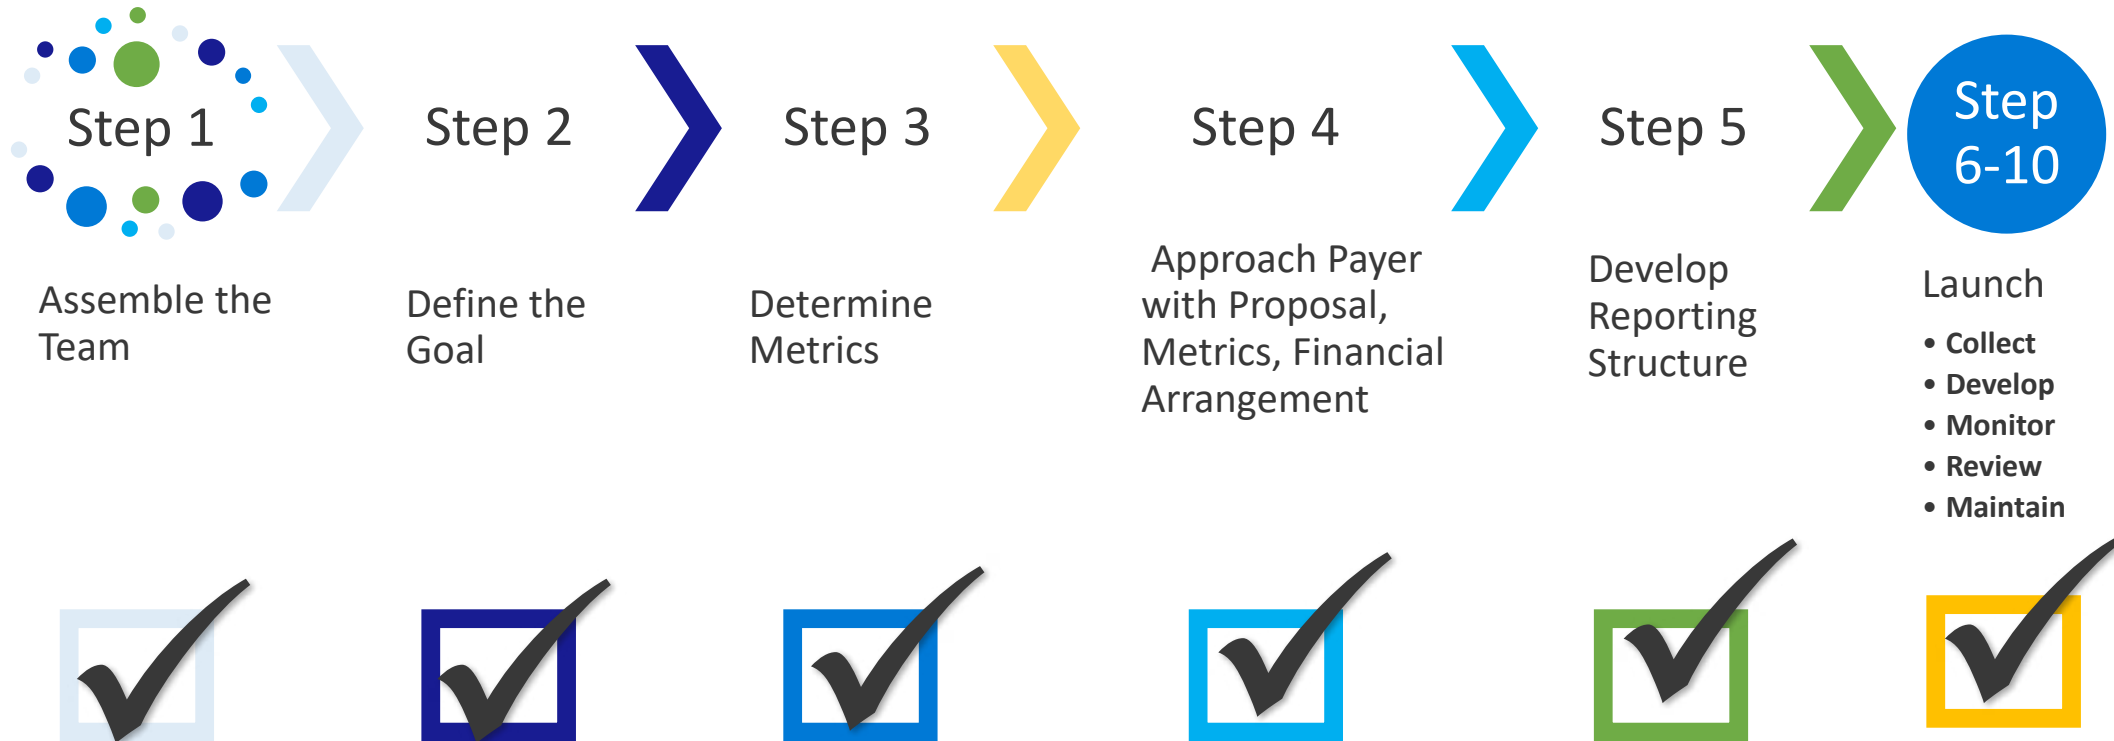 Step 1
Step 2
Step 3
Step 4
Step 5
Step
6-10
Assemble the
Team
Define the
Goal
Determine
Metrics
Approach Payer
with Proposal,
Metrics, Financial
Arrangement
Develop
Reporting
Structure
Launch
• Collect
• Develop
• Monitor
• Review
• Maintain